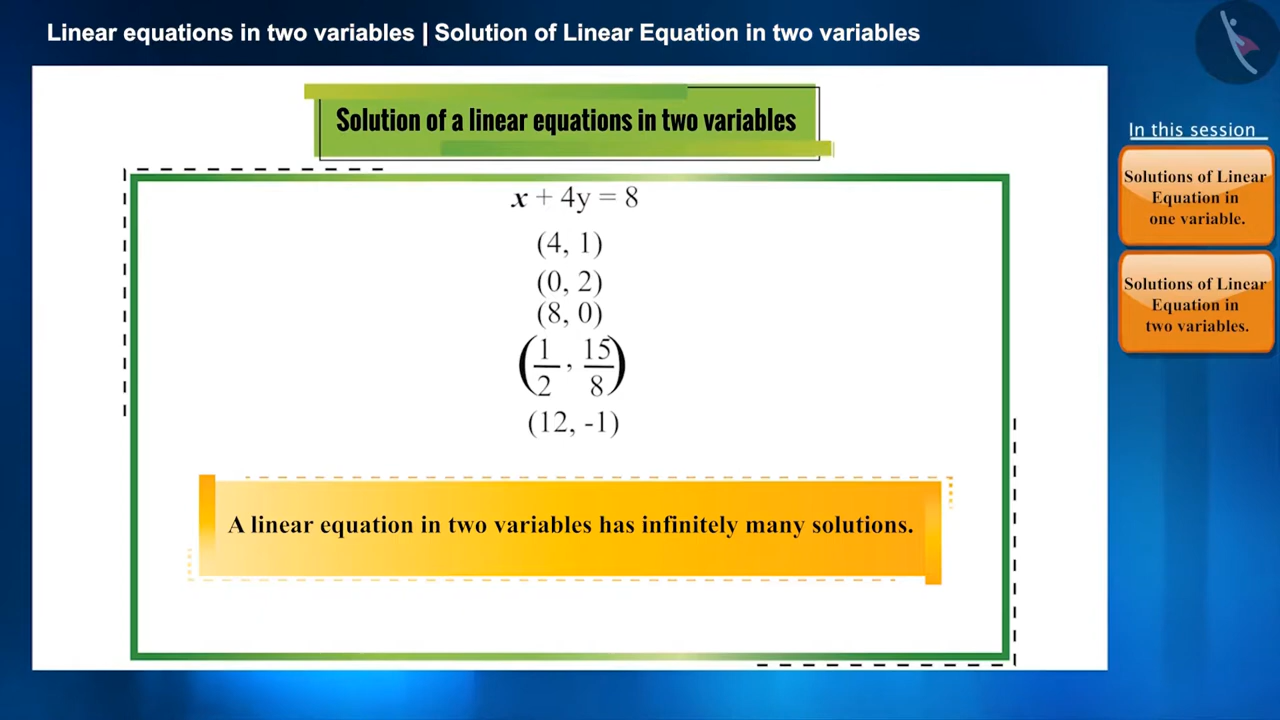 Linear equations in two variables | Solution of Linear Equation in two variables
Solution of a linear equations in two variables
x + 4y = 8
(4, 1)
(0, 2)
(8, 0)
(1/2, 15/8)
(12, -1)
A linear equation in two variables has infinitely many solutions.
In this session
Solutions of Linear
Equation in
one variable.
Solutions of Linear
Equation in
two variables.